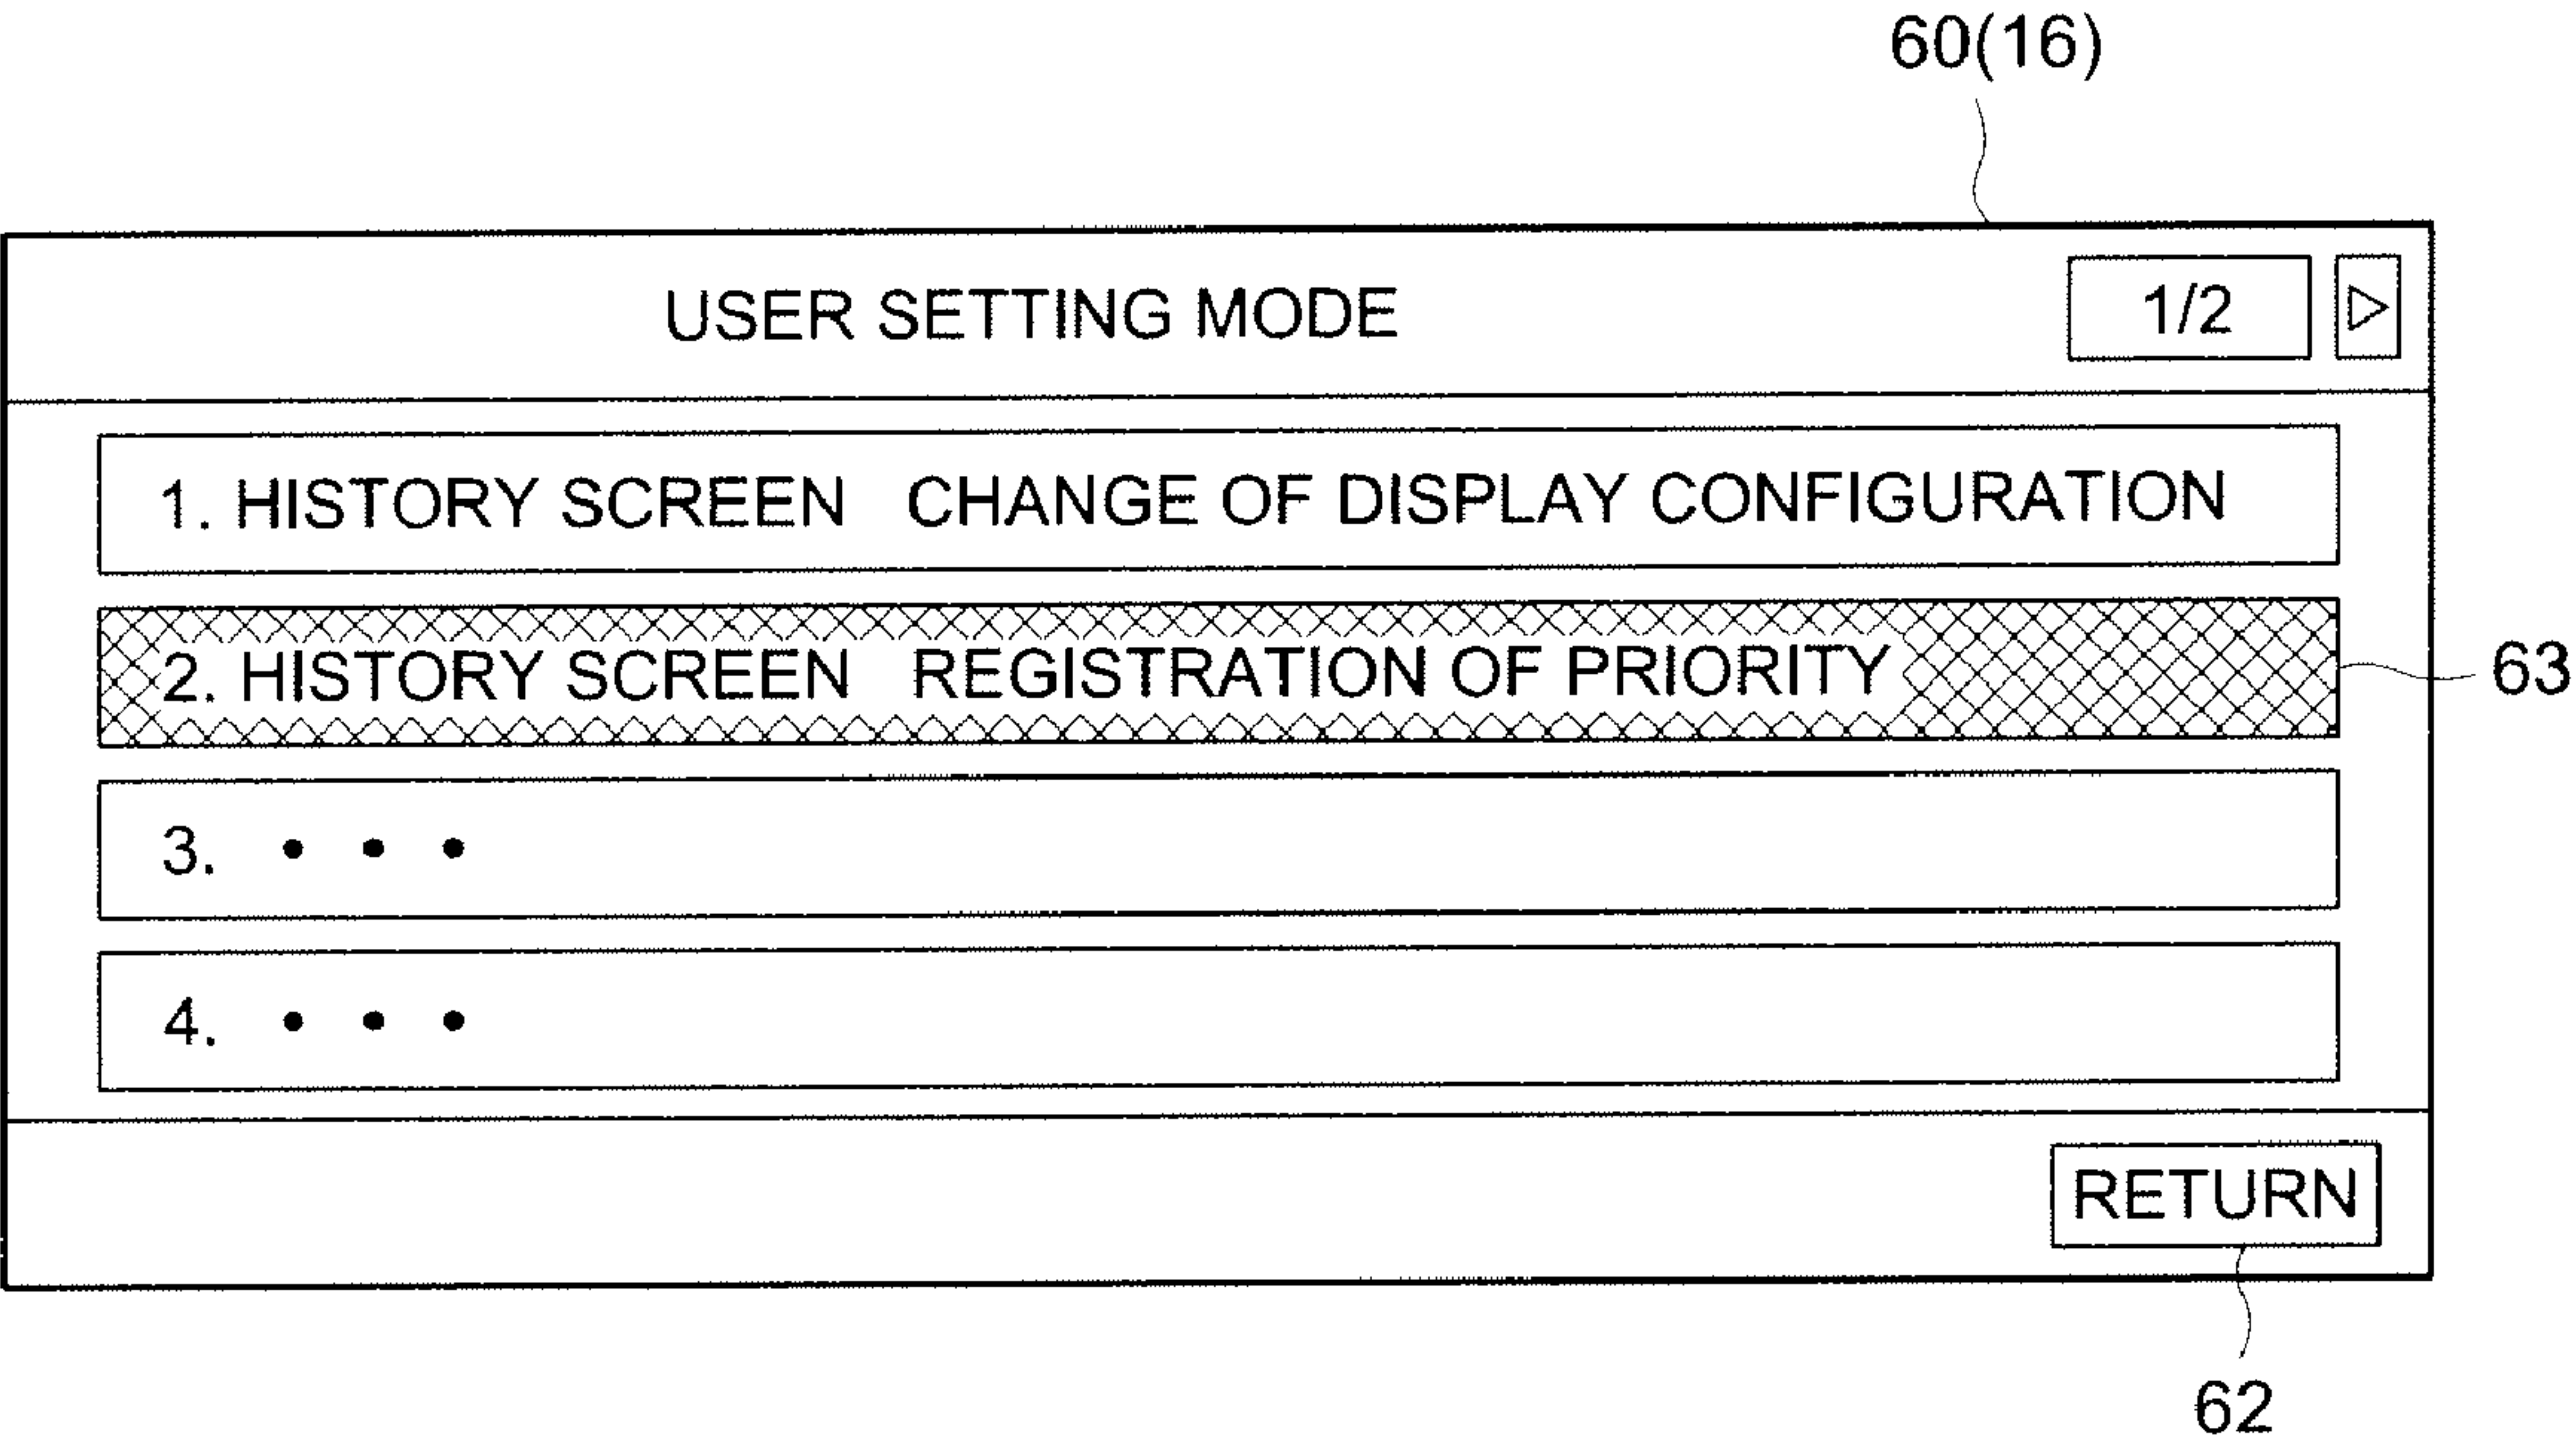 60(16)
USER SETTING MODE 1/2
1. HISTORY SCREEN CHANGE OF DISPLAY CONFIGURATION
2. HISTORY SCREEN REGISTRATION OF PRIORITY
63
3. • • •
4. • • •
RETURN
62